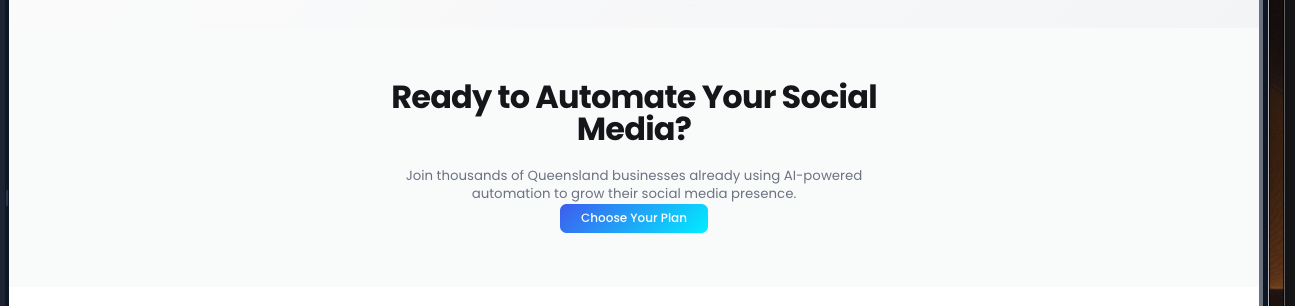 Ready to Automate Your Social
Media?
Join thousands of Queensland businesses already using AI-powered
automation to grow their social media presence.
Choose Your Plan